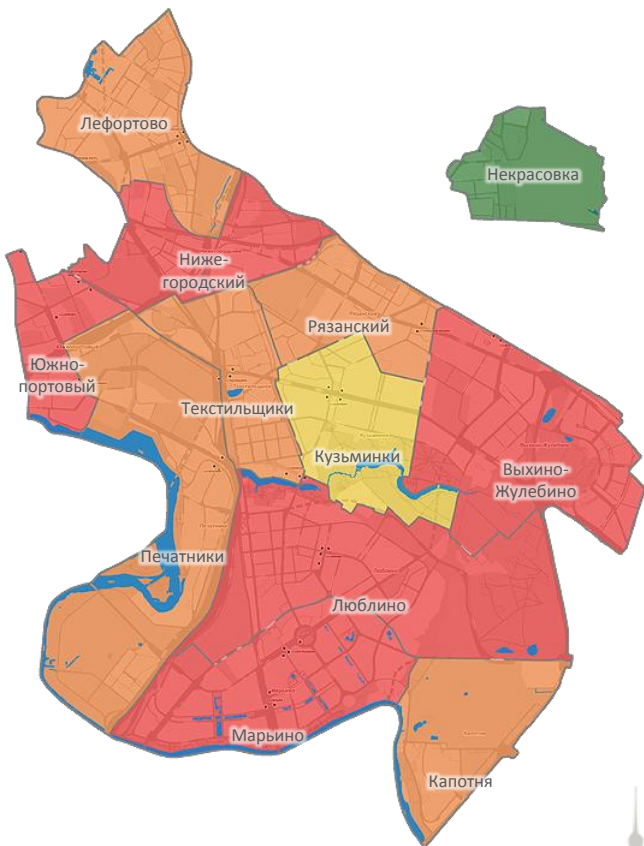 Лефортово
Некрасовка
Ниже-
городский
Рязанский
Южно-
портовый
Текстильщики
Кузьминки
Выхино-
Жулебино
Печатники
Люблино
Марьино
Капотня